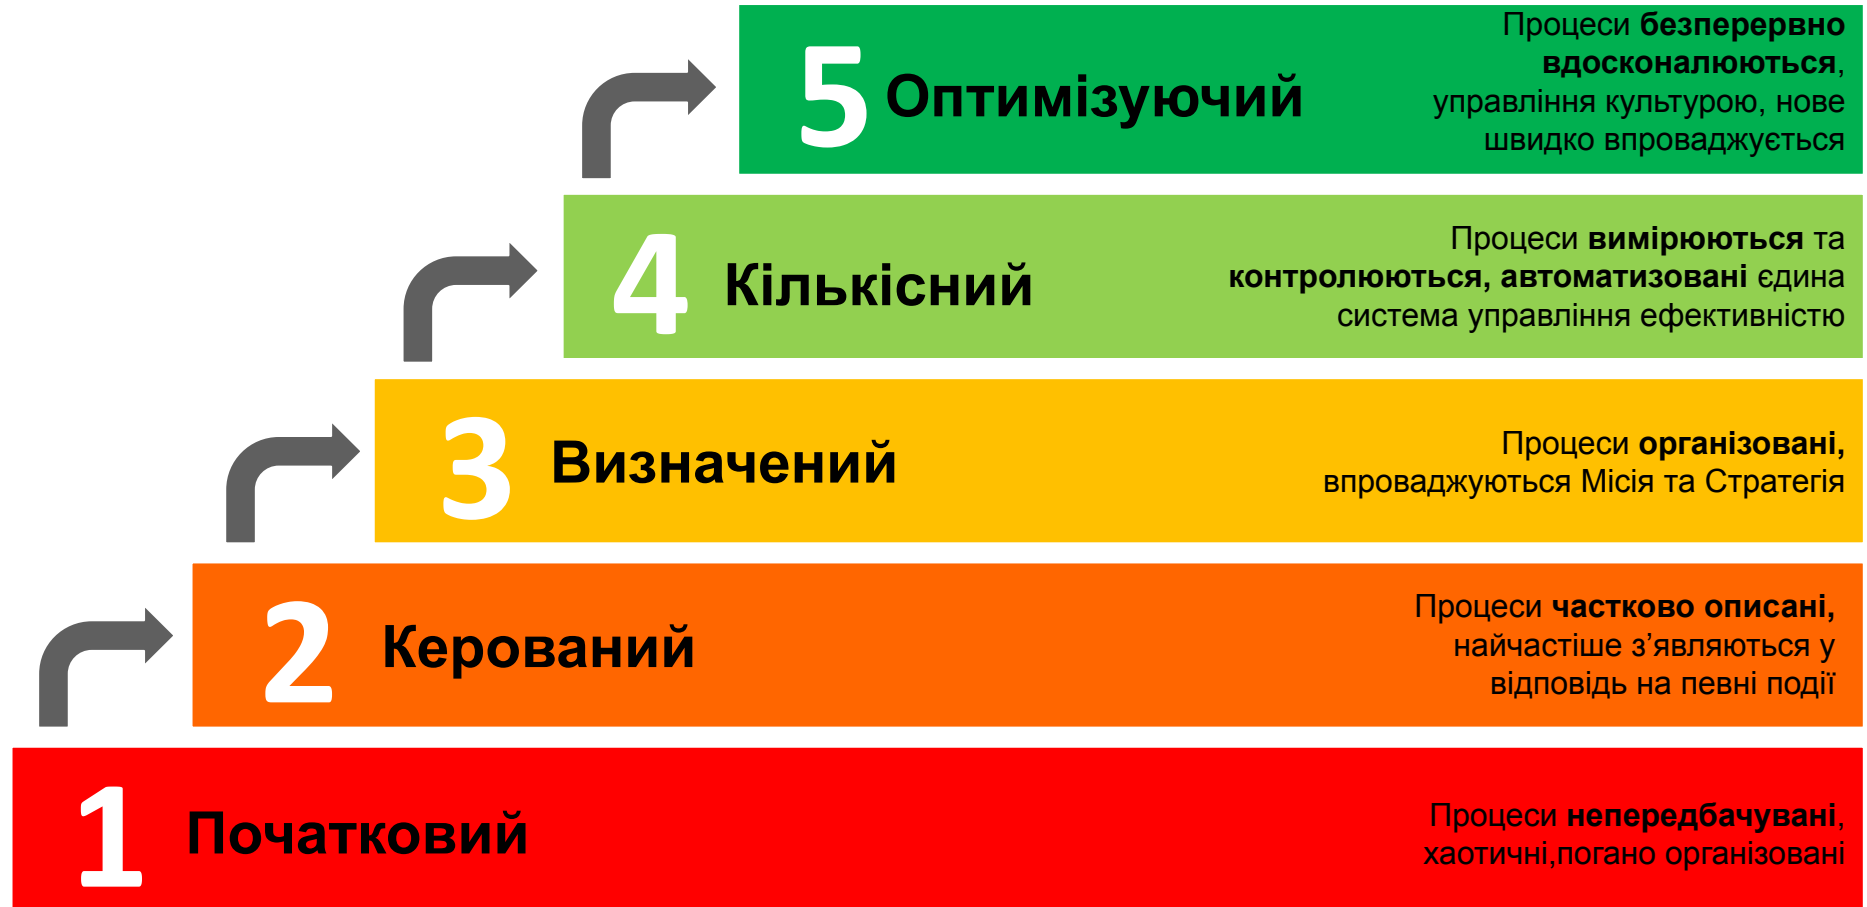 5 Оптимізуючий
Процеси безперервно
вдосконалюються,
управління культурою, нове
швидко впроваджується
4 Кількісний
Процеси вимірюються та
контролюються, автоматизовані єдина
система управління ефективністю
3 Визначений
Процеси організовані,
впроваджуються Місія та Стратегія
2 Керований
Процеси частково описані,
найчастіше з’являються у
відповідь на певні події
1 Початковий
Процеси непередбачувані,
хаотичні,погано організовані